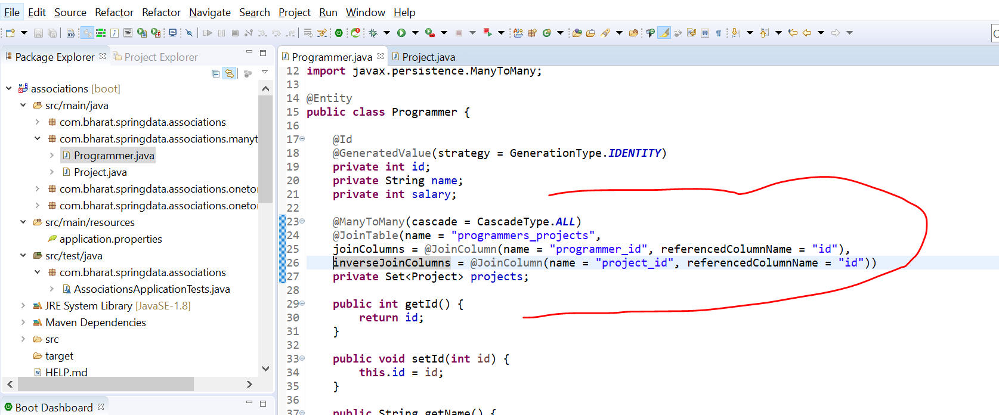 File Edit Source Refactor Refactor Navigate Search Project Run Window Help
Package Explorer Project Explorer
associations [boot]
src/main/java
com.bharat.springdata.associations
com.bharat.springdata.associations.manyt
Programmer.java
Project.java
com.bharat.springdata.associations.oneto
com.bharat.springdata.associations.oneto
src/main/resources
application.properties
src/test/java
com.bharat.springdata.associations
AssociationsApplicationTests.java
JRE System Library [JavaSE-1.8]
Maven Dependencies
src
target
HELP.md
Boot Dashboard
Programmer.java Project.java
12 import javax.persistence.ManyToMany;
13
14 @Entity
15 public class Programmer {
16
17 @Id
18 @GeneratedValue(strategy = GenerationType.IDENTITY)
19 private int id;
20 private String name;
21 private int salary;
22
23 @ManyToMany(cascade = CascadeType.ALL)
24 @JoinTable(name = "programmers_projects",
25 joinColumns = @JoinColumn(name = "programmer_id", referencedColumnName = "id"),
26 inverseJoinColumns = @JoinColumn(name = "project_id", referencedColumnName = "id"))
27 private Set<Project> projects;
28
29 public int getId() {
30 return id;
31 }
32
33 public void setId(int id) {
34 this.id = id;
35 }
36
37 public String getName() {